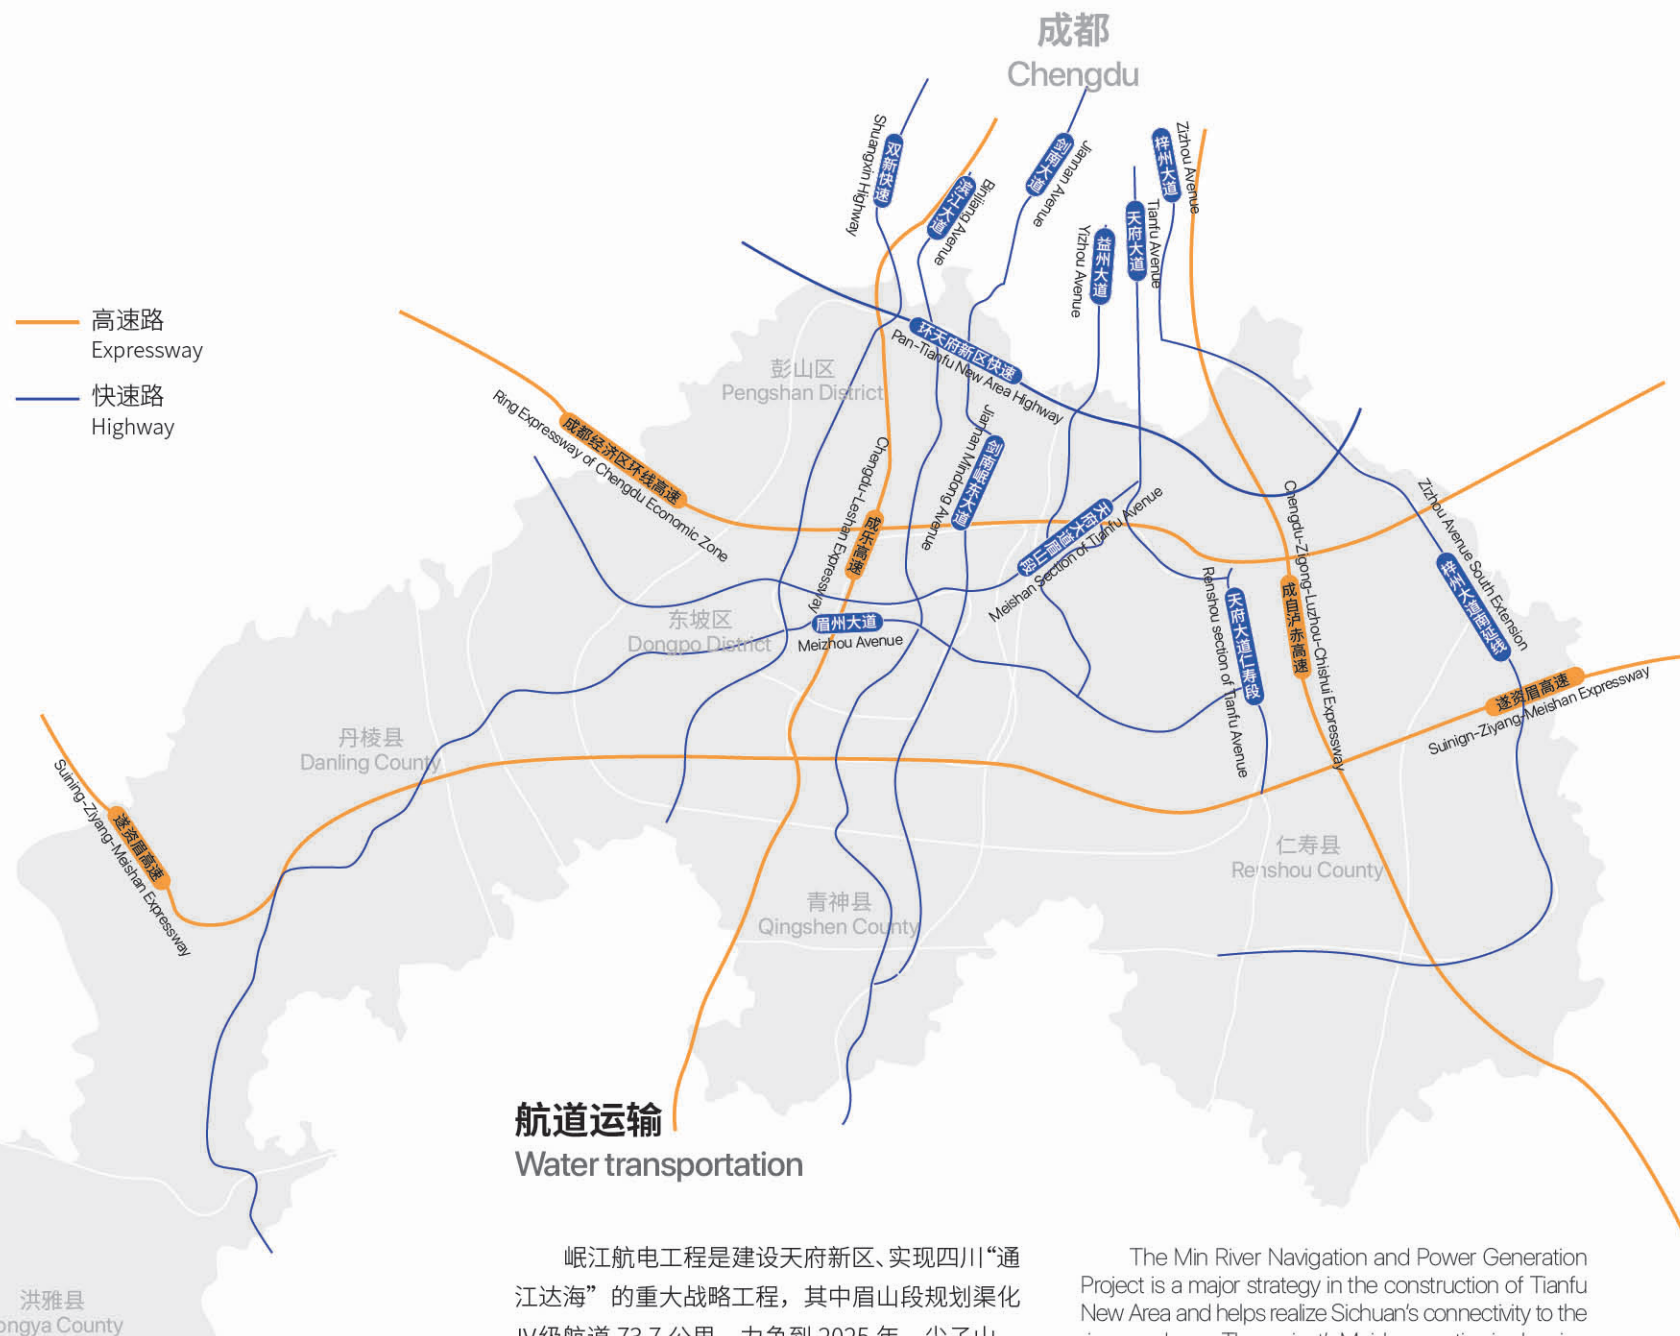 成都
Chengdu
双新快速
Shuangxin Highway
滨江大道
Binjiang Avenue
剑南大道
Jiannan Avenue
益州大道
Yizhou Avenue
天府大道
Tianfu Avenue
梓州大道
Zizhou Avenue
高速路
Expressway
快速路
Highway
环天府新区快速
Pan-Tianfu New Area Highway
彭山区
Pengshan District
成都经济区环线高速
Ring Expressway of Chengdu Economic Zone
成乐高速
Chengdu-Leshan Expressway
剑南岷东大道
Jiannan Mindong Avenue
天府大道眉山段
Meishan Section of Tianfu Avenue
天府大道仁寿段
Renshou section of Tianfu Avenue
成自泸赤高速
Chengdu-Zigong-Luzhou-Chishui Expressway
梓州大道南延线
Zizhou Avenue South Extension
东坡区
Dongpo District
眉州大道
Meizhou Avenue
遂资眉高速
Suinign-Ziyang-Meishan Expressway
丹棱县
Danling County
遂资眉高速
Suining-Ziyang-Meishan Expressway
仁寿县
Renshou County
青神县
Qingshen County
洪雅县
ongya County
航道运输
Water transportation
岷江航电工程是建设天府新区、实现四川“通
江达海”的重大战略工程，其中眉山段规划渠化
The Min River Navigation and Power Generation
Project is a major strategy in the construction of Tianfu
New Area and helps realize Sichuan's connectivity to the